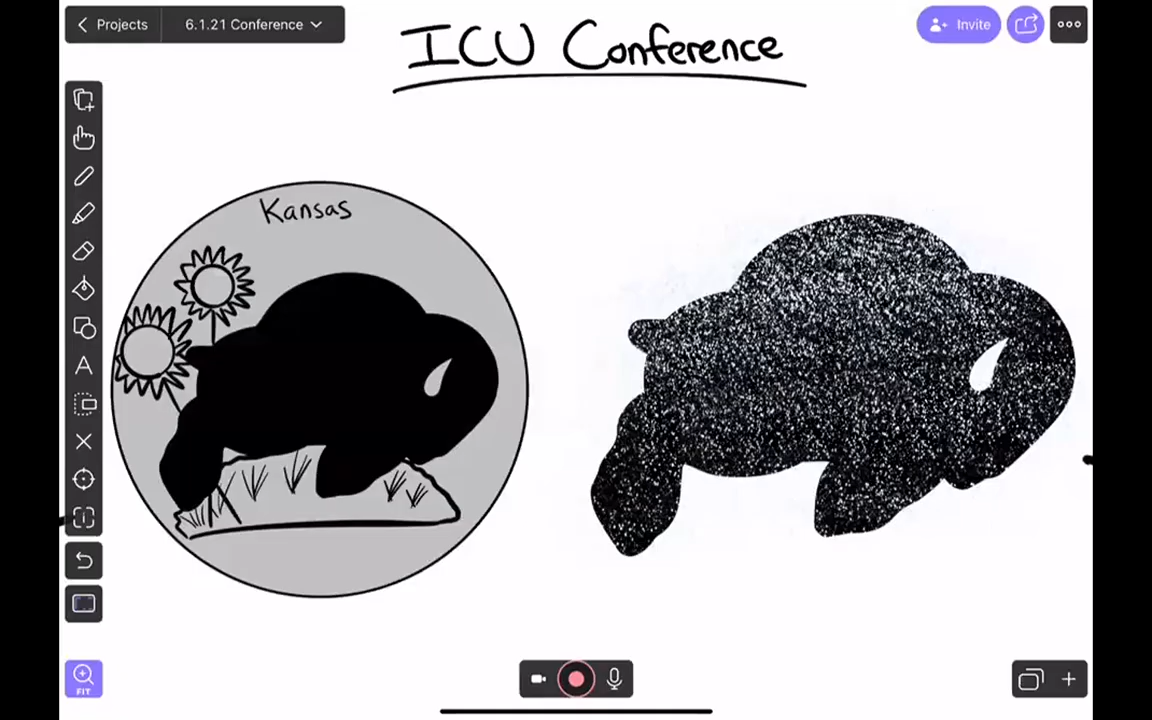 Projects
6.1.21 Conference
ICU Conference
Invite
Kansas
A
FIT